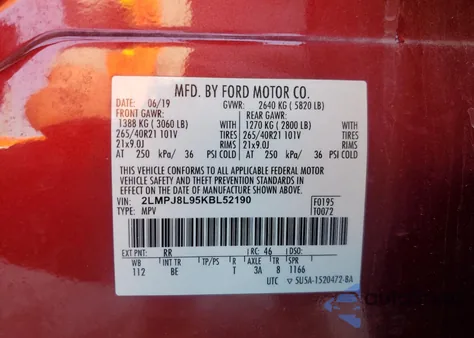 MFD. BY FORD MOTOR CO.
DATE: 06/19 GVWR: 2640 KG ( 5820 LB)
FRONT GAWR: REAR GAWR:
1388 KG ( 3060 LB) WITH 1270 KG ( 2800 LB) WITH
265/40R21 101V TIRES 265/40R21 101V TIRES
21x9.0J RIMS 21x9.0J RIMS
AT 250 kPa/ 36 PSI COLD AT 250 kPa/ 36 PSI COLD
THIS VEHICLE CONFORMS TO ALL APPLICABLE FEDERAL MOTOR
VEHICLE SAFETY AND THEFT PREVENTION STANDARDS IN
EFFECT ON THE DATE OF MANUFACTURE SHOWN ABOVE.
VIN: 2LMPJ8L95KBL52190 F0195
TYPE: MPV T0072
EXT PNT: RR RC: 46 DSO:
WB INT TR TP/PS R AXLE TR SPR
112 BE T 3A 8 1166
UTC ▽ SU5A-1520472-BA